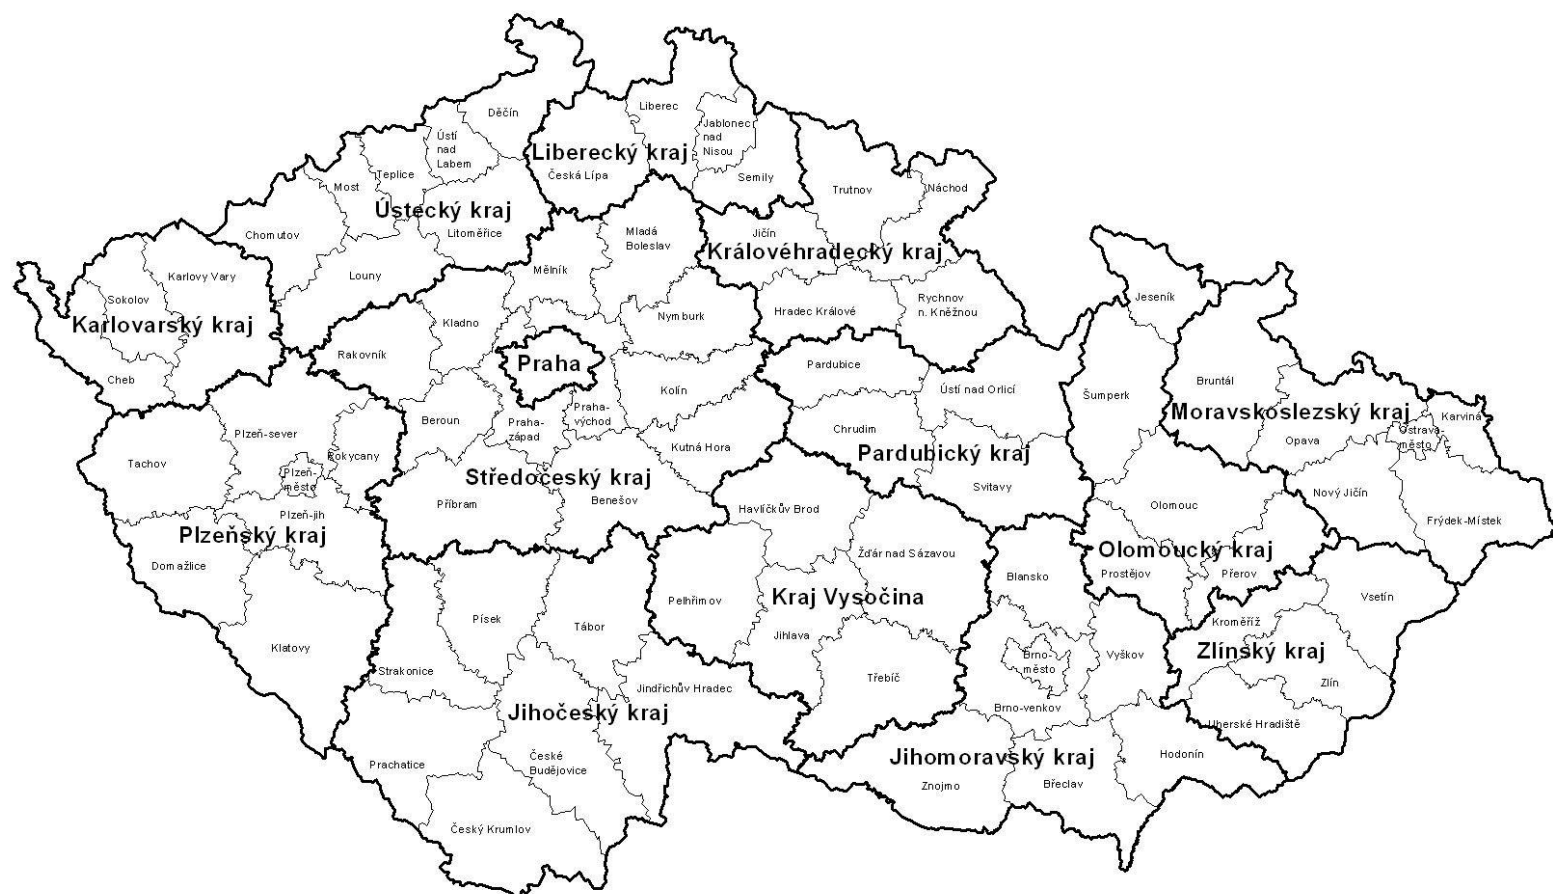 Děčín
Liberec
Jablonec
nad
Nisou
Ústí
nad
Labem
Liberecký kraj
Česká Lípa
Semily
Teplice
Most
Trutnov
Náchod
Ústecký kraj
Litoměřice
Chomutov
Louny
Mladá
Boleslav
Jičín
Královéhradecký kraj
Mělník
Karlovy Vary
Sokolov
Karlovarský kraj
Cheb
Kladno
Nymburk
Hradec Králové
Rychnov
n. Kněžnou
Jeseník
Rakovník
Praha
Kolín
Pardubice
Ústí nad Orlicí
Šumperk
Bruntál
Moravskoslezský kraj
Karviná
Ostrava-
město
Opava
Beroun
Praha-
západ
Praha-
východ
Kutná Hora
Chrudim
Pardubický kraj
Svitavy
Plzeň-sever
Rokycany
Tachov
Plzeň-
město
Středočeský kraj
Příbram
Benešov
Havlíčkův Brod
Olomouc
Nový Jičín
Frýdek-Místek
Plzeň-jih
Plzeňský kraj
Domažlice
Klatovy
Žďár nad Sázavou
Olomoucký kraj
Prostějov
Přerov
Blansko
Kraj Vysočina
Pelhřimov
Jihlava
Třebíč
Vsetín
Kroměříž
Zlínský kraj
Zlín
Uherské Hradiště
Písek
Tábor
Strakonice
Jindřichův Hradec
Jihočeský kraj
Brno-
město
Vyškov
Brno-venkov
Prachatice
České
Budějovice
Český Krumlov
Jihomoravský kraj
Znojmo
Břeclav
Hodonín